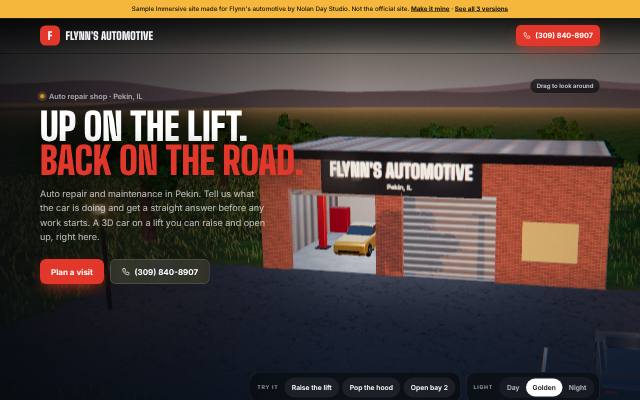 Sample Immersive site made for Flynn's automotive by Nolan Day Studio. Not the official site. Make it mine · See all 3 versions
F FLYNN'S AUTOMOTIVE
(309) 840-8907
Drag to look around
Auto repair shop · Pekin, IL
UP ON THE LIFT.
BACK ON THE ROAD.
FLYNN'S AUTOMOTIVE
Pekin, IL
Auto repair and maintenance in Pekin. Tell us what
the car is doing and get a straight answer before any
work starts. A 3D car on a lift you can raise and open
up, right here.
Plan a visit
(309) 840-8907
TRY IT Raise the lift Pop the hood Open bay 2
LIGHT Day Golden Night